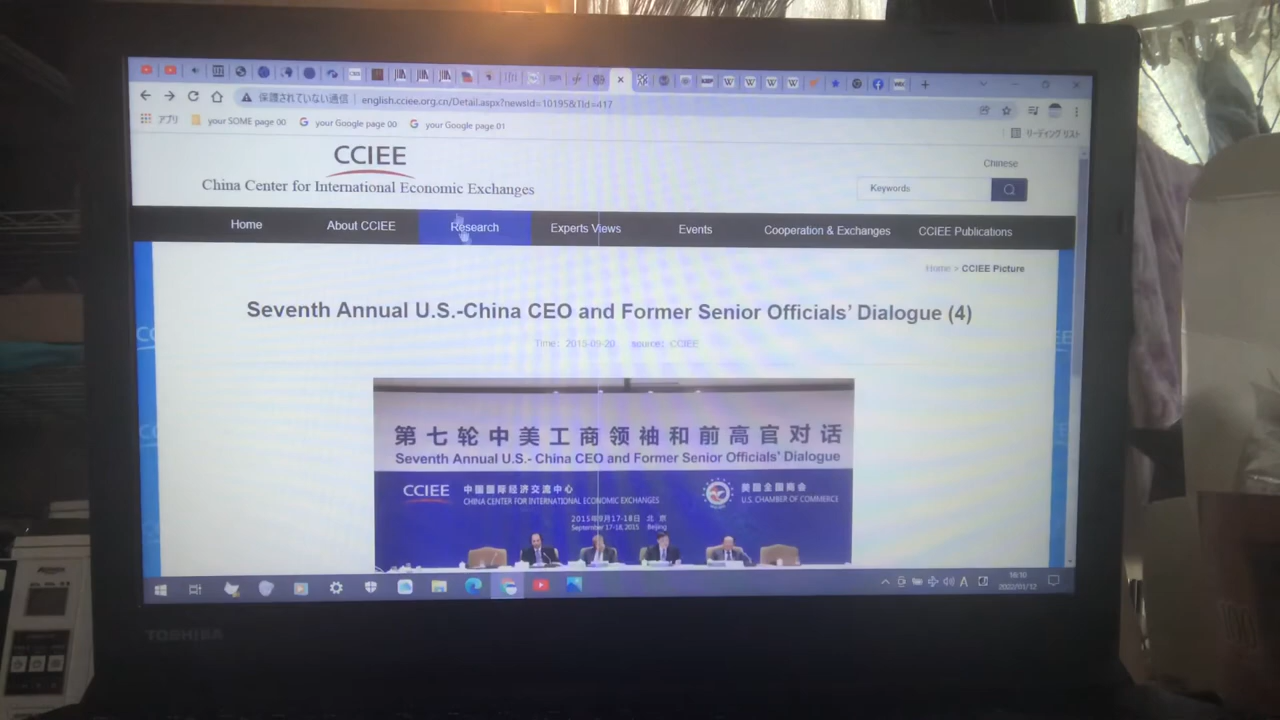 保護されていない通信 | english.cciee.org.cn/Detail.aspx?newsId=10195&TId=417
アプリ your SOME page 00 your Google page 00 your Google page 01
リーディング リスト
CCIEE
China Center for International Economic Exchanges
Chinese
Keywords
Home About CCIEE Research Experts Views Events Cooperation & Exchanges CCIEE Publications
Home > CCIEE Picture
Seventh Annual U.S.-China CEO and Former Senior Officials' Dialogue (4)
Time: 2015-09-20 source: CCIEE
第七轮中美工商领袖和前高官对话
Seventh Annual U.S.- China CEO and Former Senior Officials' Dialogue
CCIEE 中国国际经济交流中心
CHINA CENTER FOR INTERNATIONAL ECONOMIC EXCHANGES
美国全国商会
U.S. CHAMBER OF COMMERCE
2015年9月17-18日 北 京
September 17-18, 2015 Beijing
A
16:10
2022/01/12
TOSHIBA